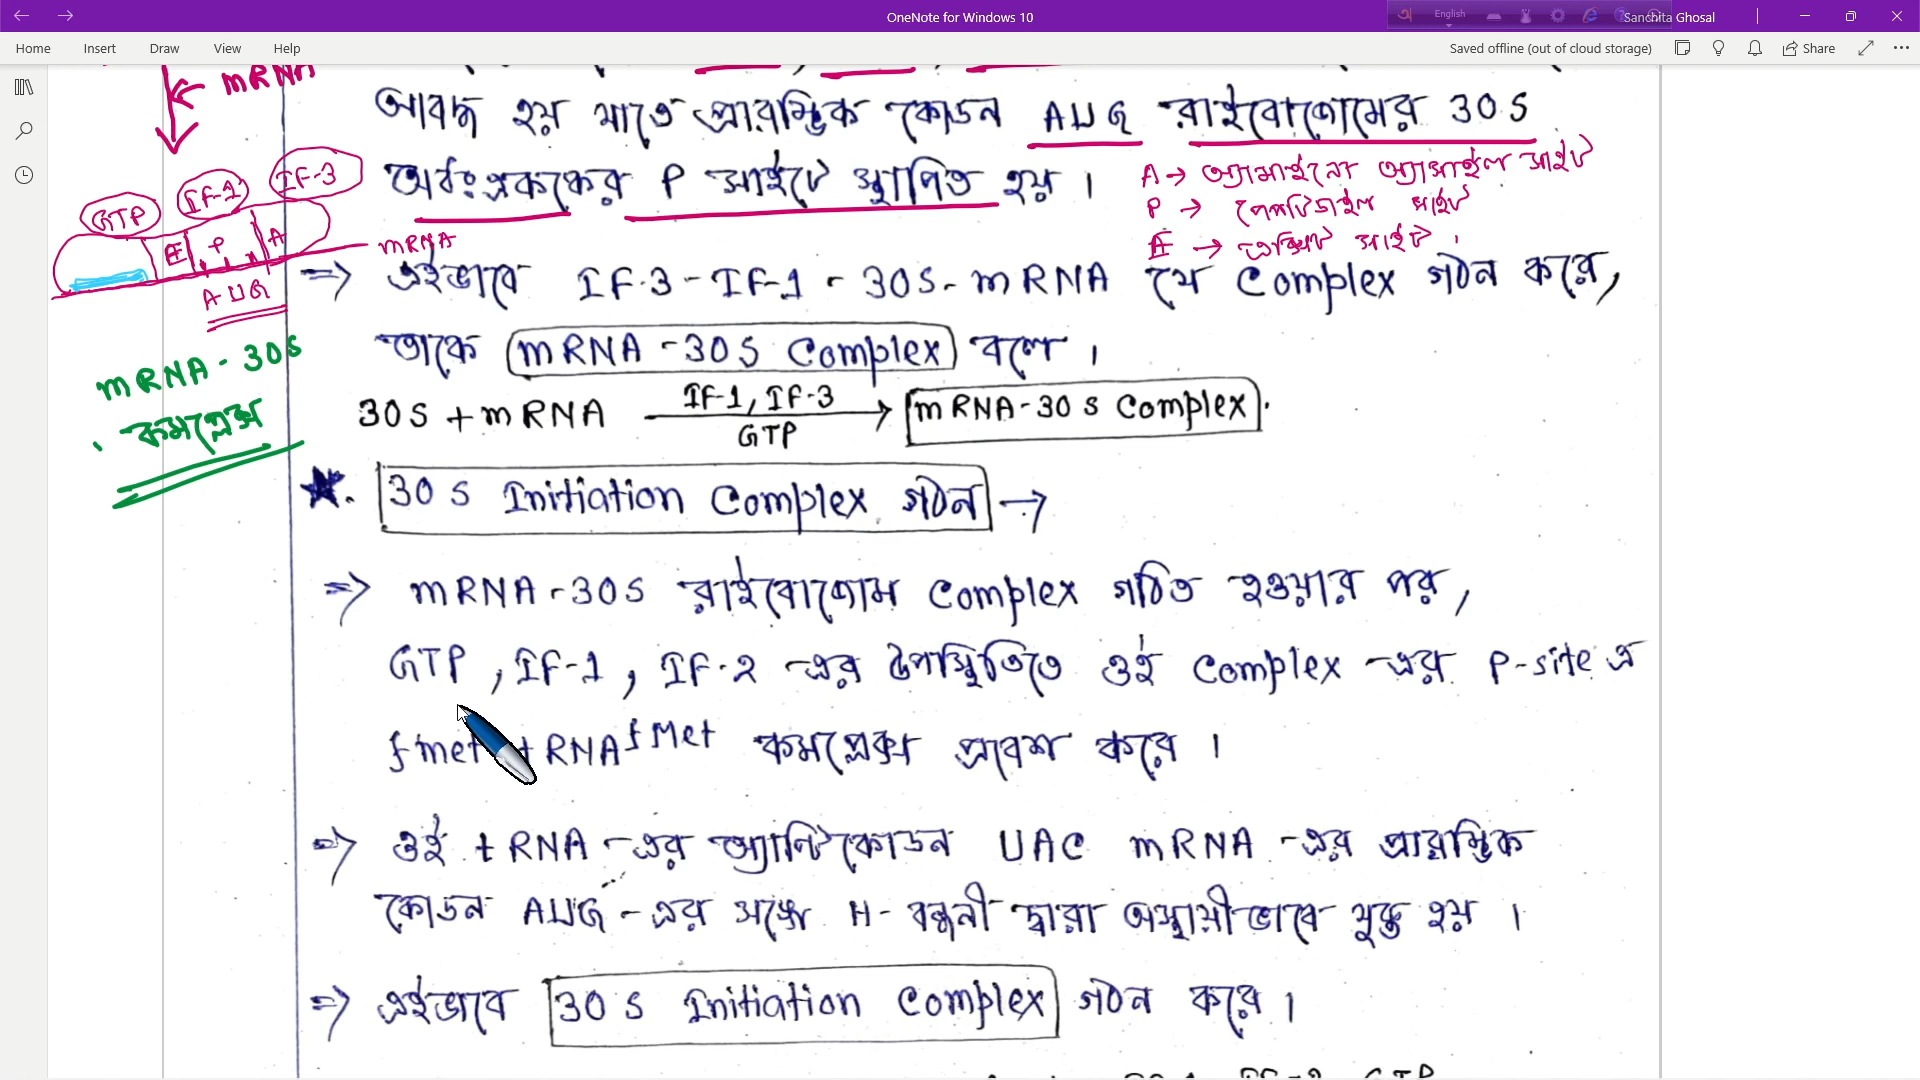 OneNote for Windows 10
English
Sanchita Ghosal
Home Insert Draw View Help
Saved offline (out of cloud storage)
Share
mRNA
আবদ্ধ হয় যাতে প্রারম্ভিক কোডন AUG রাইবোজোমের 30S
অধঃএককের P সাইটে স্থাপিত হয় ।
A → অ্যামাইনো অ্যাসাইল সাইট
P → পেপটিডাইল সাইট
E → এক্সিট সাইট ।
GTP IF-1 IF-3
E P A
mRNA
AUG
⇒ এইভাবে IF-3-IF-1-30S-mRNA যে Complex গঠন করে,
তাকে mRNA-30S Complex বলে ।
mRNA-30S
কমপ্লেক্স
30S + mRNA IF-1, IF-3 GTP → mRNA-30S Complex.
★. 30S Initiation Complex গঠন →
⇒ mRNA-30S রাইবোজোম Complex গঠিত হওয়ার পর,
GTP, IF-1, IF-2 -এর উপস্থিতিতে ওই Complex -এর P-site এ
fmet tRNA fMet কমপ্লেক্স প্রবেশ করে ।
⇒ ওই tRNA -এর অ্যান্টিকোডন UAC mRNA -এর প্রারম্ভিক
কোডন AUG -এর সঙ্গে H- বন্ধনী দ্বারা অস্থায়ীভাবে যুক্ত হয় ।
⇒ এইভাবে 30S Initiation Complex গঠন করে ।